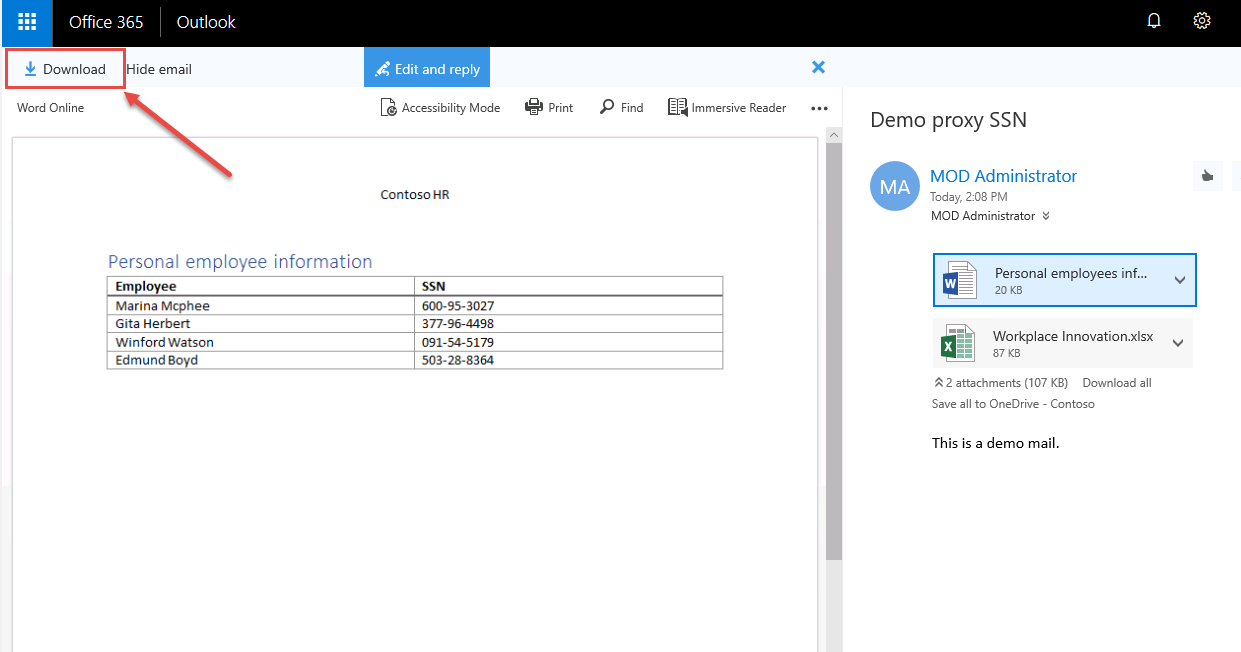 Office 365 Outlook
Download Hide email Edit and reply
Word Online Accessibility Mode Print Find Immersive Reader
Contoso HR
Personal employee information
Employee SSN
Marina Mcphee 600-95-3027
Gita Herbert 377-96-4498
Winford Watson 091-54-5179
Edmund Boyd 503-28-8364
Demo proxy SSN
MA
MOD Administrator
Today, 2:08 PM
MOD Administrator
Personal employees inf...
20 KB
Workplace Innovation.xlsx
87 KB
2 attachments (107 KB) Download all
Save all to OneDrive - Contoso
This is a demo mail.